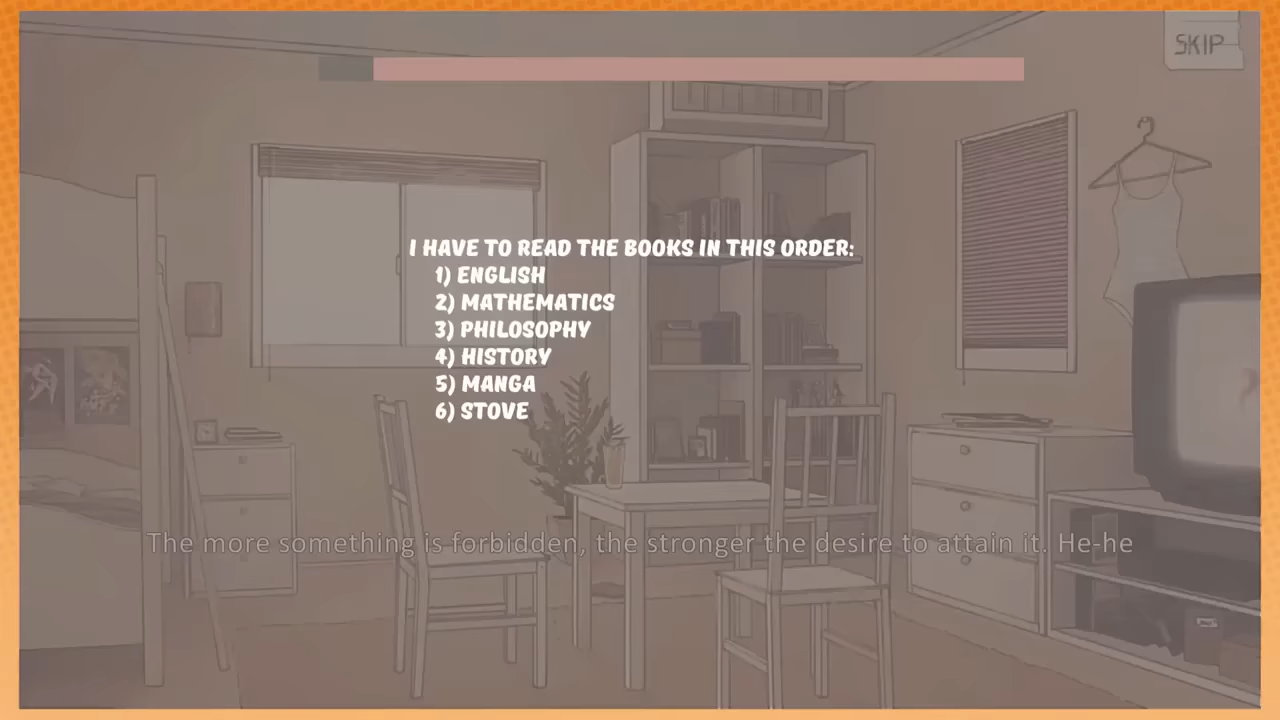 SKIP
I HAVE TO READ THE BOOKS IN THIS ORDER:
1) ENGLISH
2) MATHEMATICS
3) PHILOSOPHY
4) HISTORY
5) MANGA
6) STOVE
The more something is forbidden, the stronger the desire to attain it. He-he